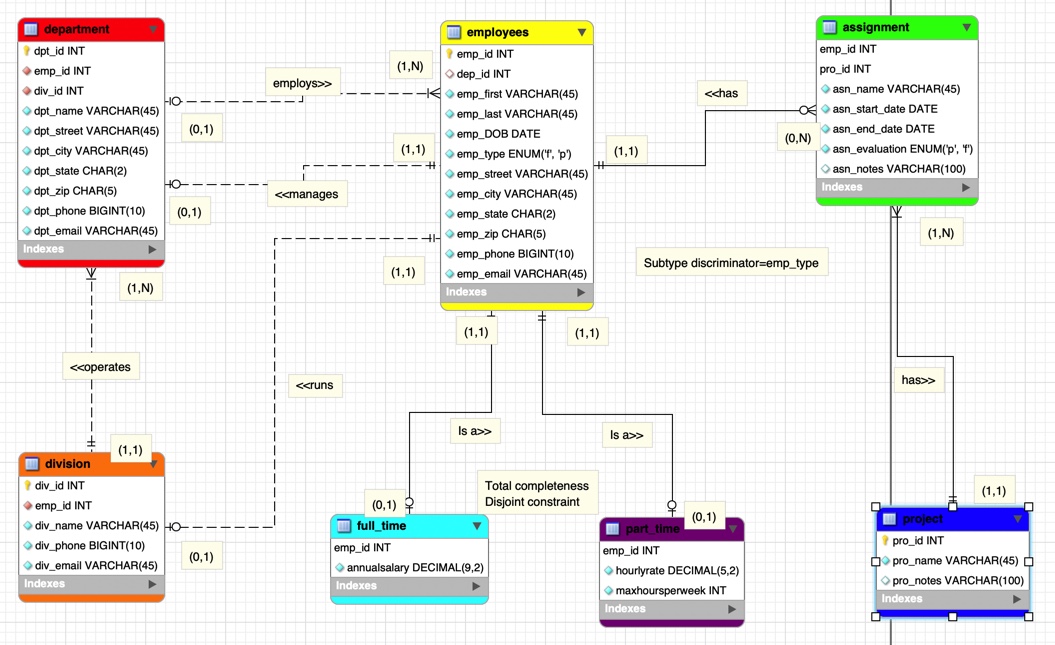 department
dpt_id INT
emp_id INT
div_id INT
dpt_name VARCHAR(45)
dpt_street VARCHAR(45)
dpt_city VARCHAR(45)
dpt_state CHAR(2)
dpt_zip CHAR(5)
dpt_phone BIGINT(10)
dpt_email VARCHAR(45)
Indexes
employs>>
(1,N)
(0,1)
(1,1)
<<manages
(0,1)
(1,1)
employees
emp_id INT
dep_id INT
emp_first VARCHAR(45)
emp_last VARCHAR(45)
emp_DOB DATE
emp_type ENUM('f', 'p')
emp_street VARCHAR(45)
emp_city VARCHAR(45)
emp_state CHAR(2)
emp_zip CHAR(5)
emp_phone BIGINT(10)
emp_email VARCHAR(45)
Indexes
<<has
(1,1)
(0,N)
assignment
emp_id INT
pro_id INT
asn_name VARCHAR(45)
asn_start_date DATE
asn_end_date DATE
asn_evaluation ENUM('p', 'f')
asn_notes VARCHAR(100)
Indexes
(1,N)
Subtype discriminator=emp_type
(1,N)
<<operates
(1,1)
<<runs
(1,1)
(1,1)
Is a>>
Is a>>
has>>
Total completeness
Disjoint constraint
division
div_id INT
emp_id INT
div_name VARCHAR(45)
div_phone BIGINT(10)
div_email VARCHAR(45)
Indexes
(0,1)
(0,1)
full_time
emp_id INT
annualsalary DECIMAL(9,2)
Indexes
(0,1)
part_time
emp_id INT
hourlyrate DECIMAL(5,2)
maxhoursperweek INT
Indexes
(1,1)
project
pro_id INT
pro_name VARCHAR(45)
pro_notes VARCHAR(100)
Indexes